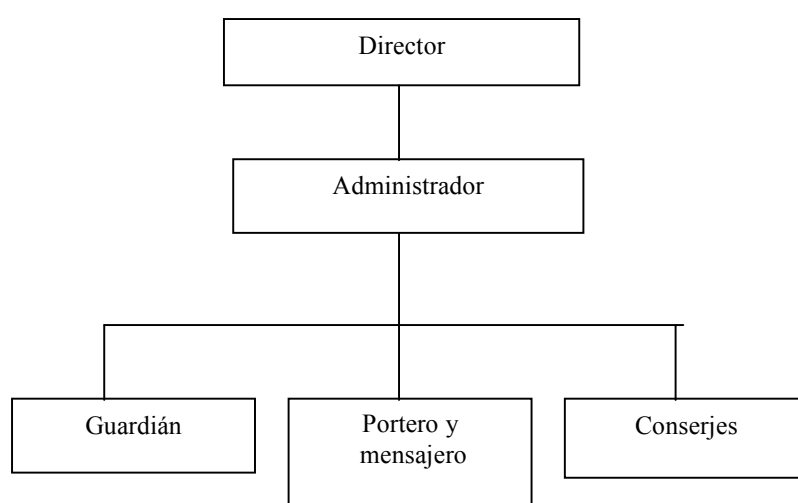 Director
Administrador
Guardián
Portero y
mensajero
Conserjes